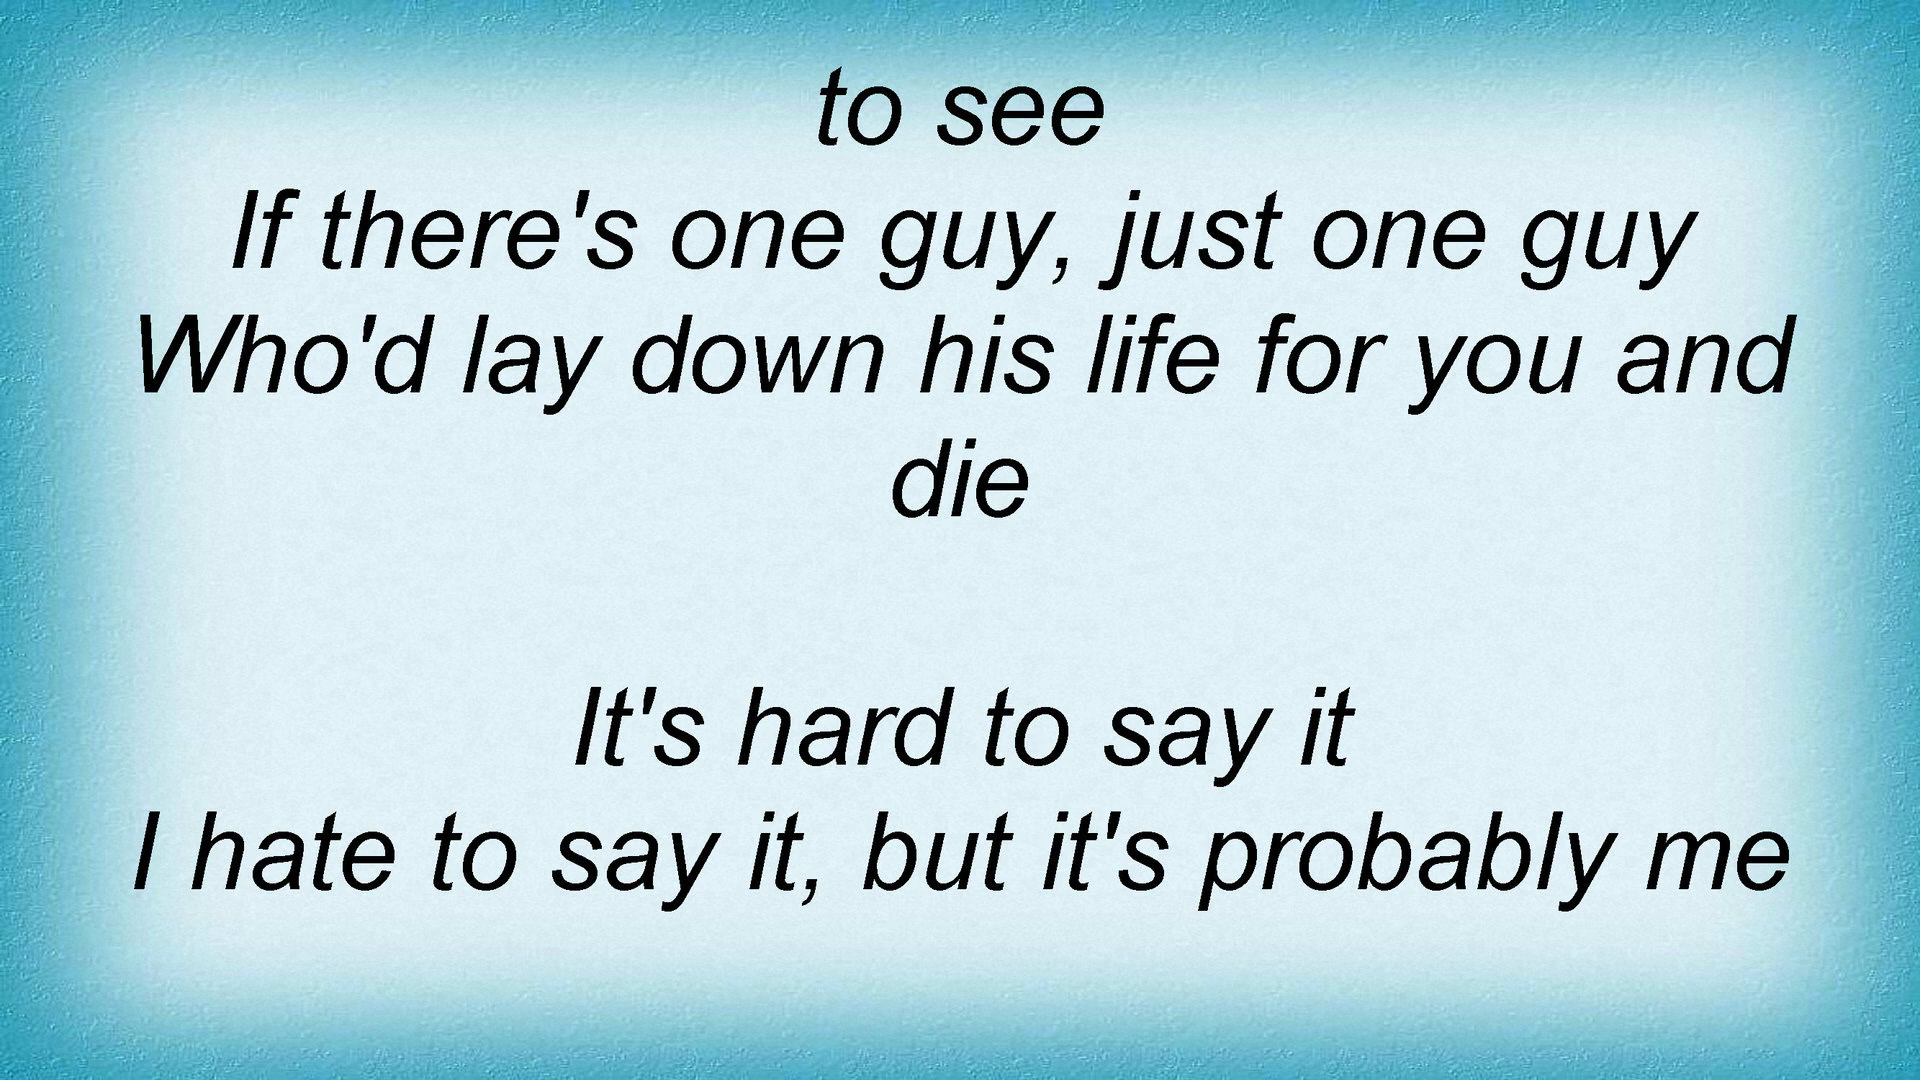 to see
If there's one guy, just one guy
Who'd lay down his life for you and
die
It's hard to say it
I hate to say it, but it's probably me